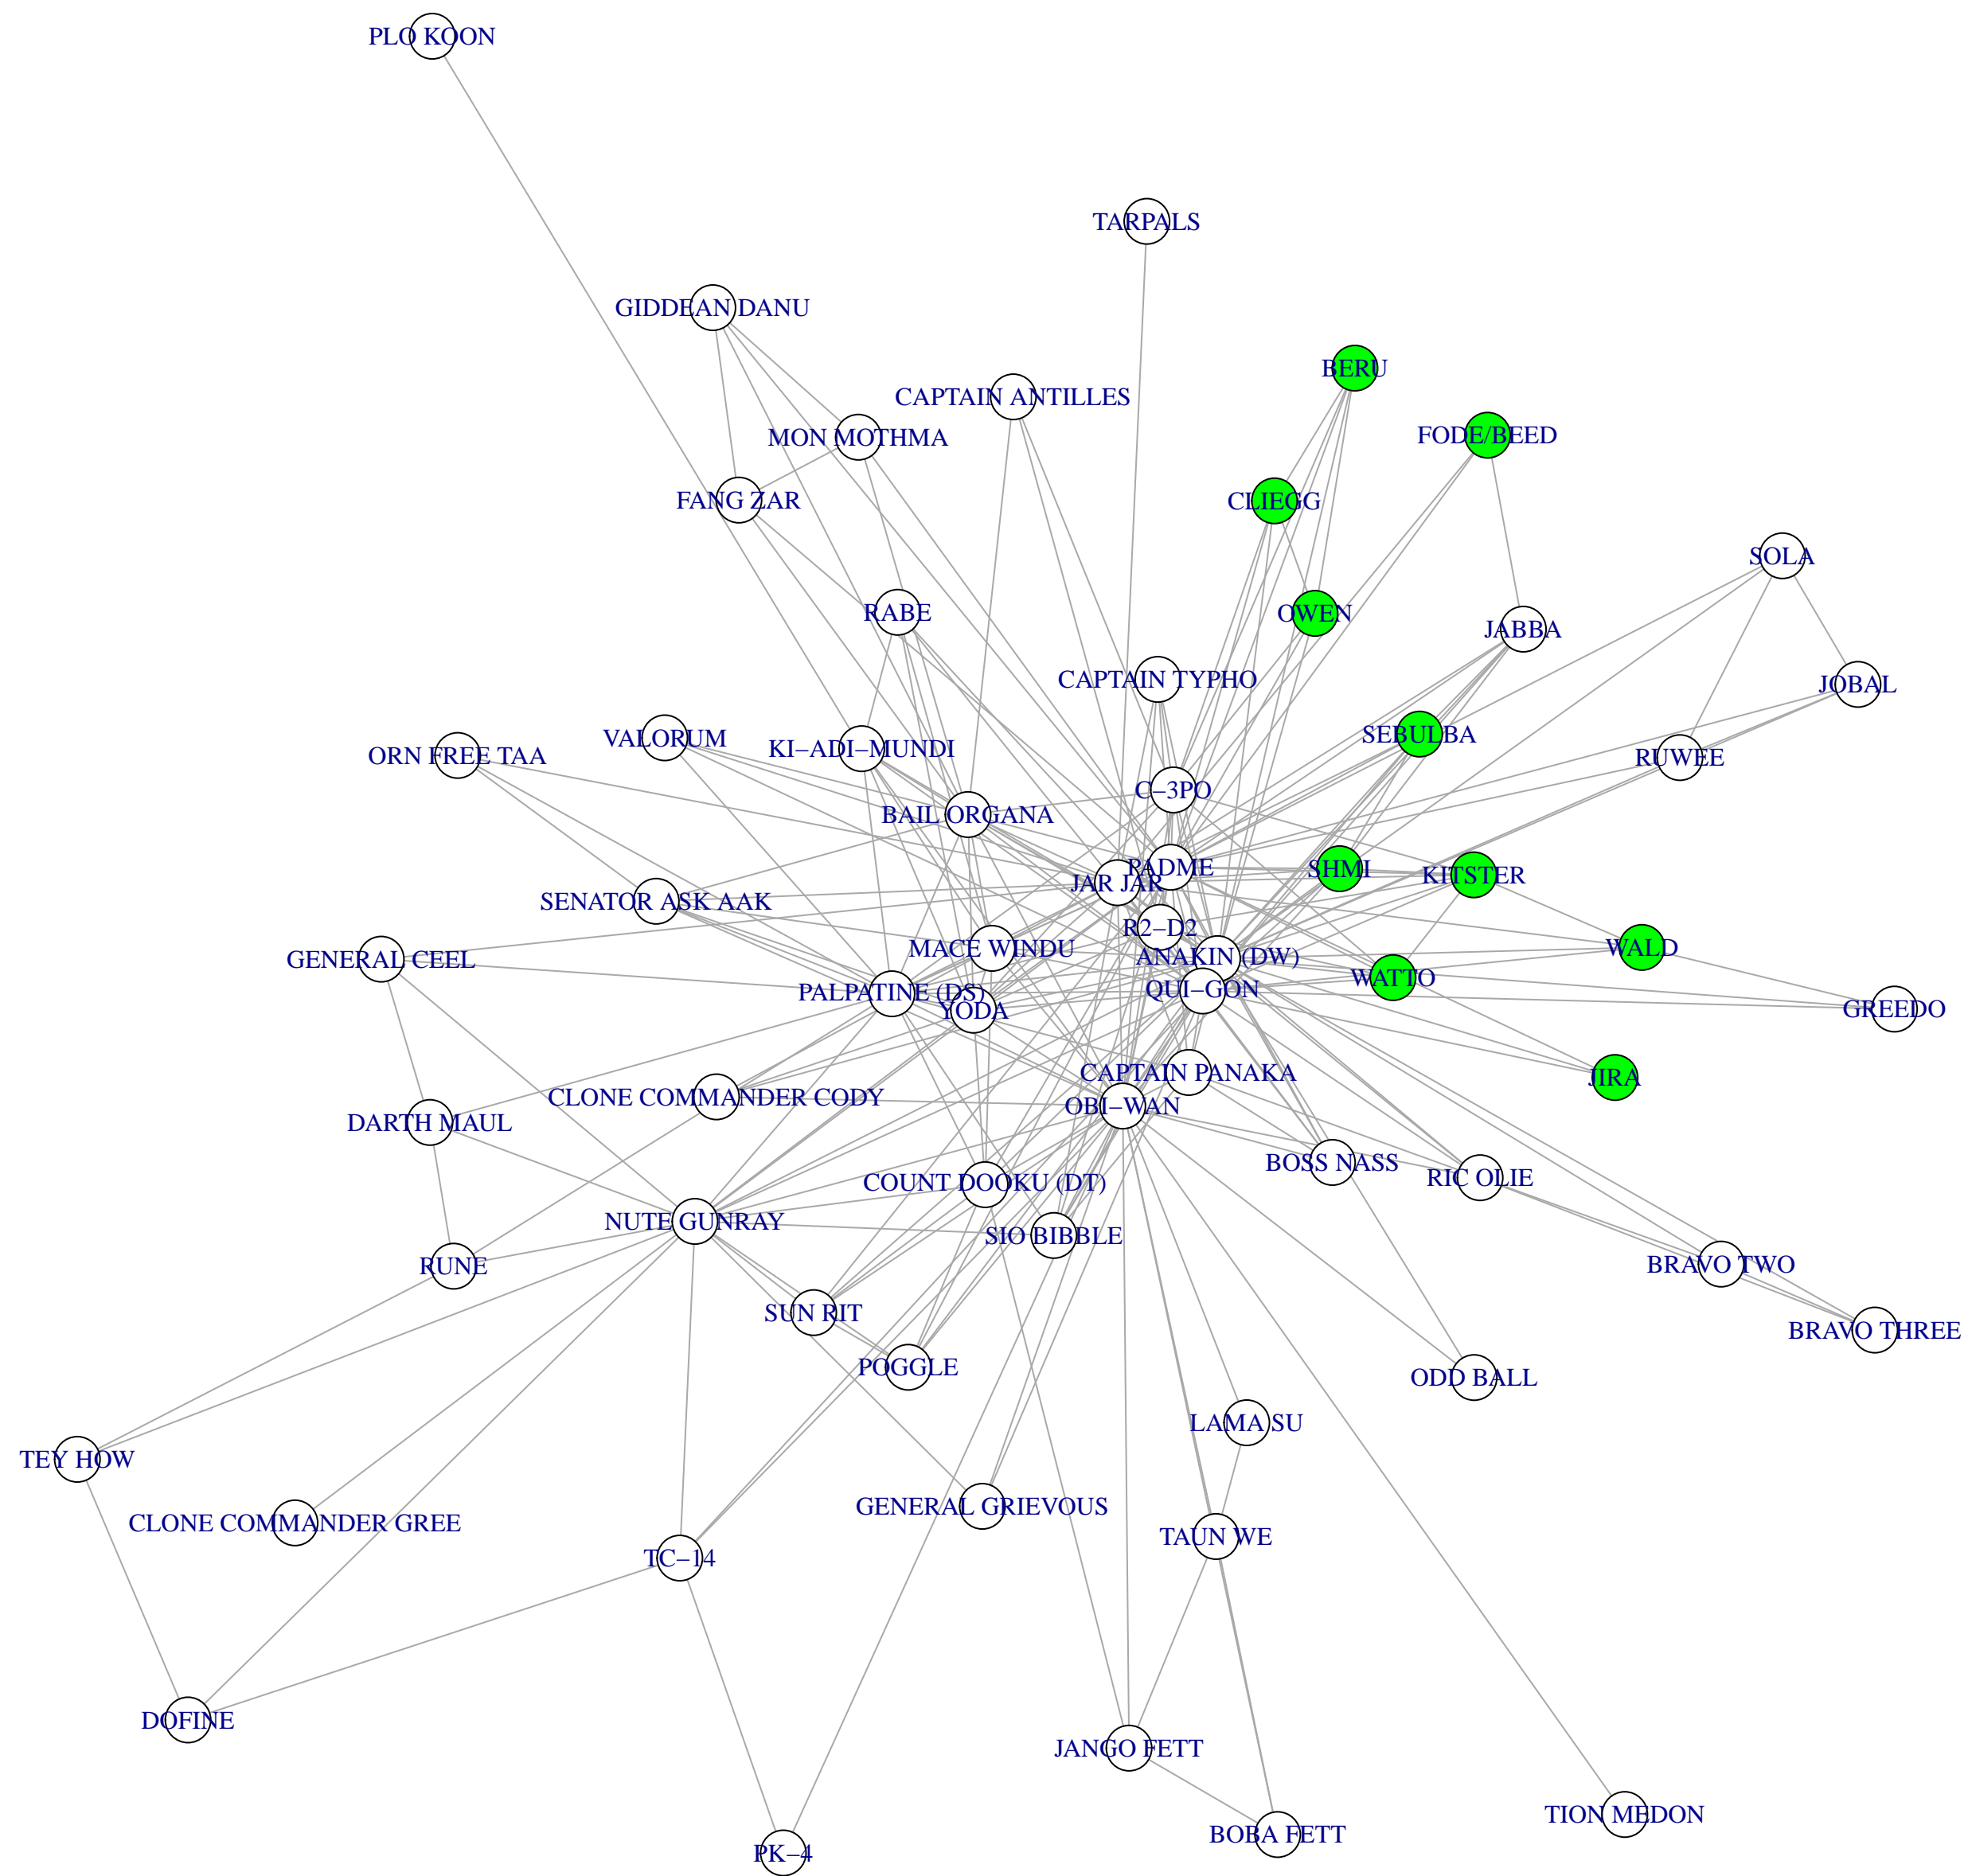 PLO KOON
TARPALS
GIDDEAN DANU
BERU
CAPTAIN ANTILLES
MON MOTHMA
FODE/BEED
FANG ZAR
CLIEGG
SOLA
RABE
OWEN
JABBA
CAPTAIN TYPHO
JOBAL
VALORUM
SEBULBA
KI–ADI–MUNDI
ORN FREE TAA
RUWEE
C–3PO
BAIL ORGANA
PADME
SHMI
KITSTER
JAR JAR
SENATOR ASK AAK
R2–D2
MACE WINDU
WALD
ANAKIN (DW)
GENERAL CEEL
WATTO
QUI–GON
PALPATINE (DS)
YODA
GREEDO
CAPTAIN PANAKA
JIRA
CLONE COMMANDER CODY
OBI–WAN
DARTH MAUL
BOSS NASS
RIC OLIE
COUNT DOOKU (DT)
NUTE GUNRAY
SIO BIBBLE
BRAVO TWO
RUNE
SUN RIT
BRAVO THREE
POGGLE
ODD BALL
LAMA SU
TEY HOW
GENERAL GRIEVOUS
CLONE COMMANDER GREE
TAUN WE
TC–14
DOFINE
JANGO FETT
TION MEDON
BOBA FETT
PK–4